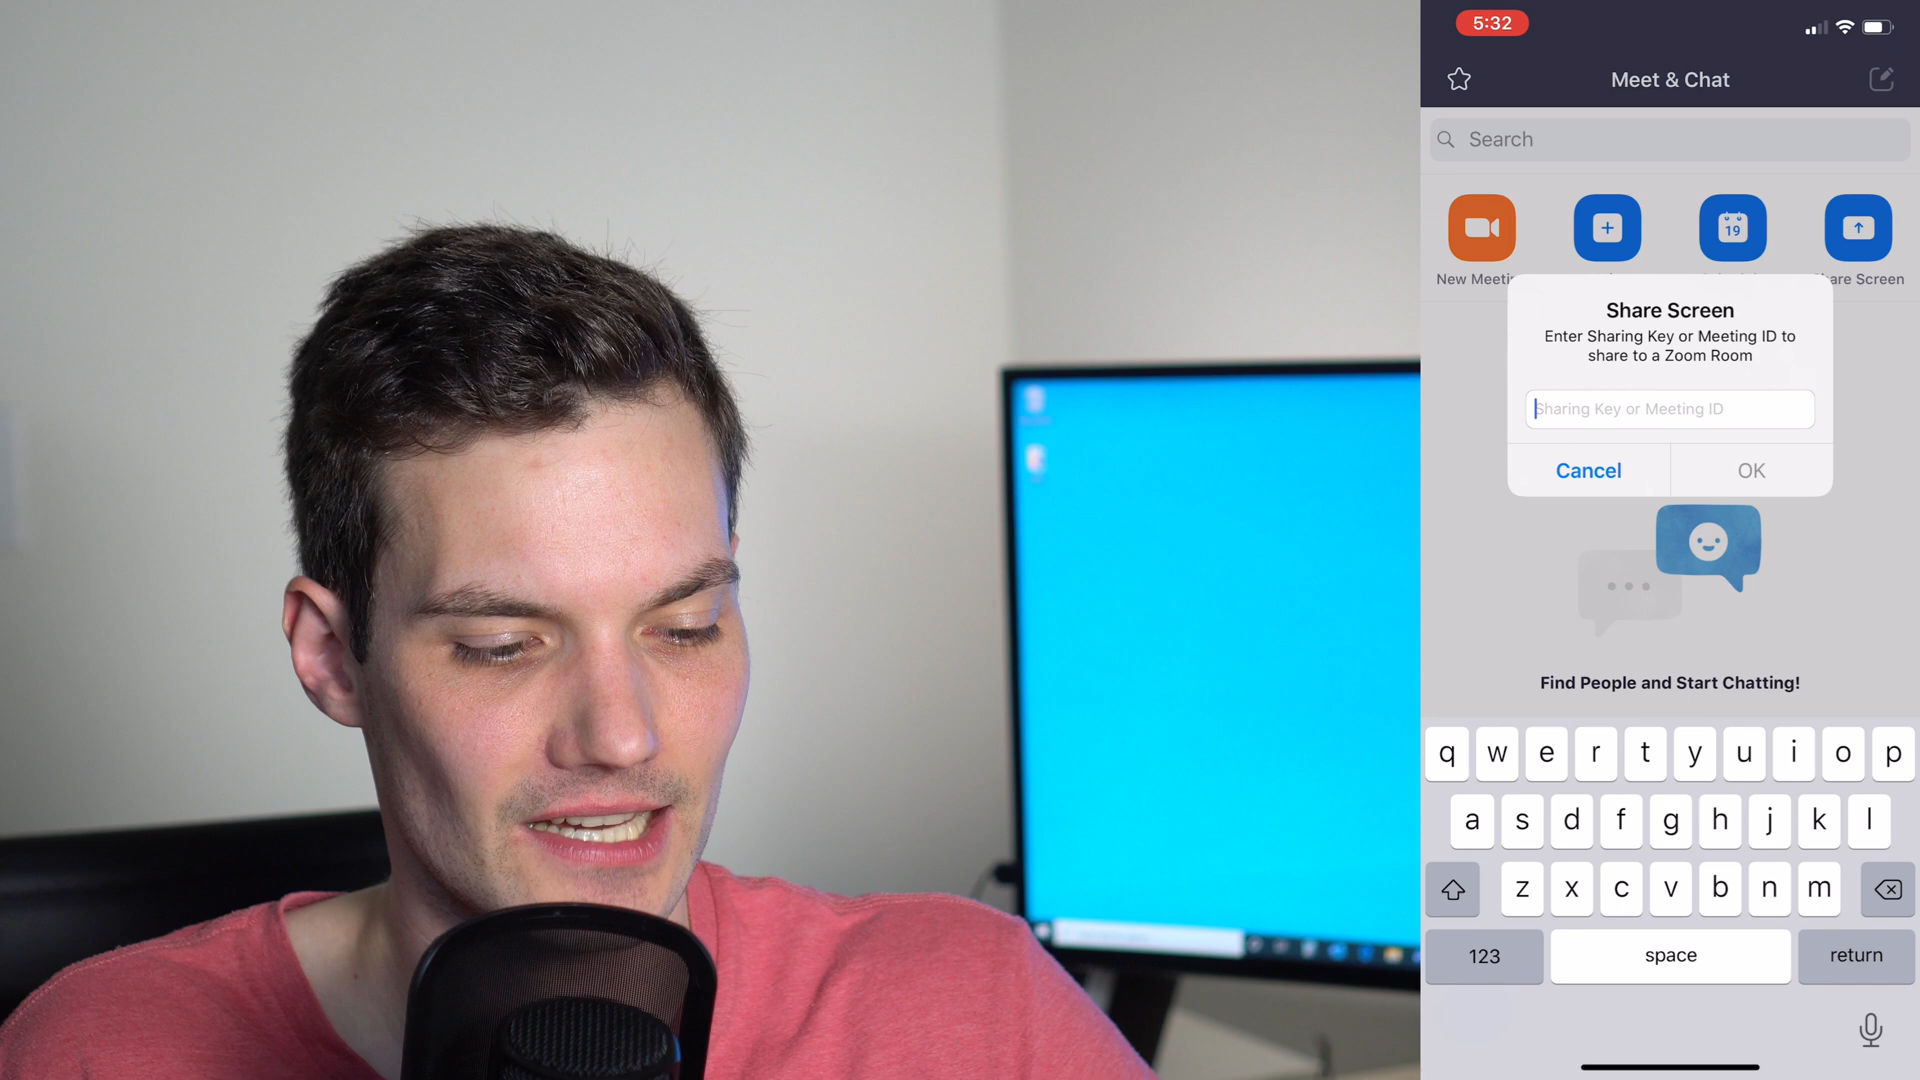 5:32
Meet & Chat
Search
19
New Meeti
are Screen
Share Screen
Enter Sharing Key or Meeting ID to
share to a Zoom Room
Sharing Key or Meeting ID
Cancel
OK
Find People and Start Chatting!
q w e r t y u i o p
a s d f g h j k l
z x c v b n m
123
space
return